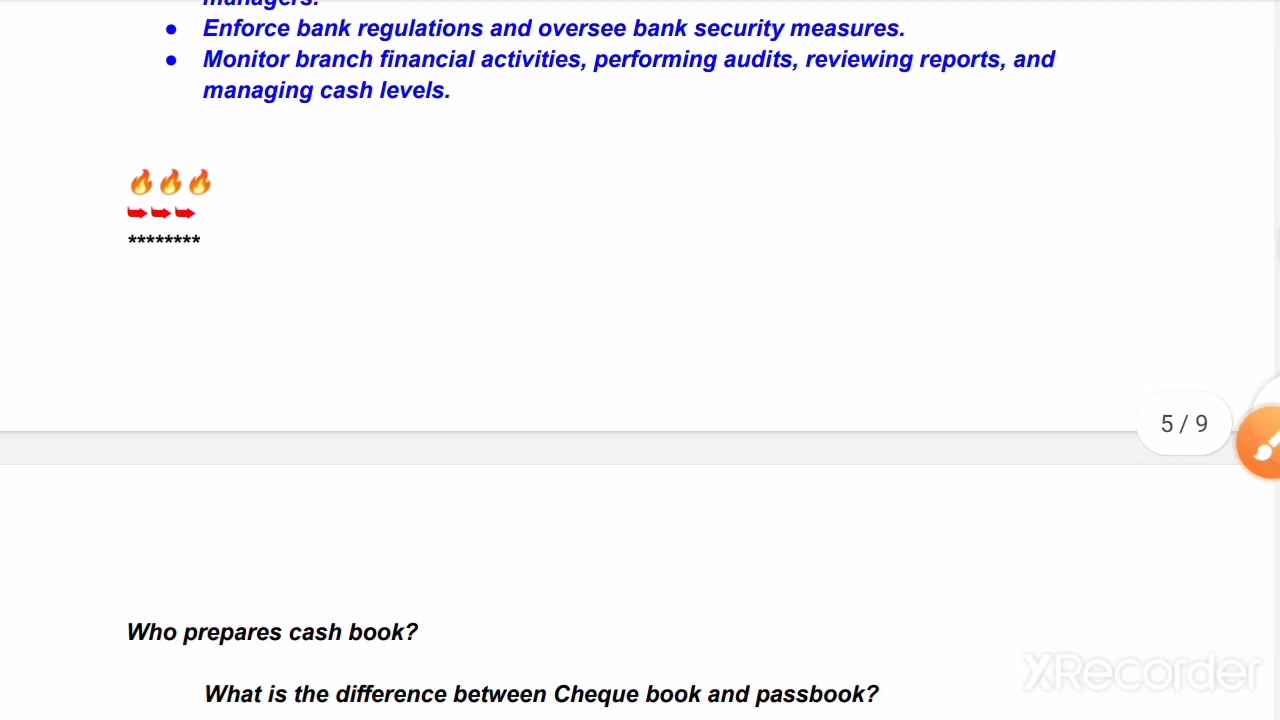 managers.
● Enforce bank regulations and oversee bank security measures.
● Monitor branch financial activities, performing audits, reviewing reports, and
managing cash levels.
🔥🔥🔥
➥➥➥
********
5 / 9
Who prepares cash book?
What is the difference between Cheque book and passbook?
XRecorder